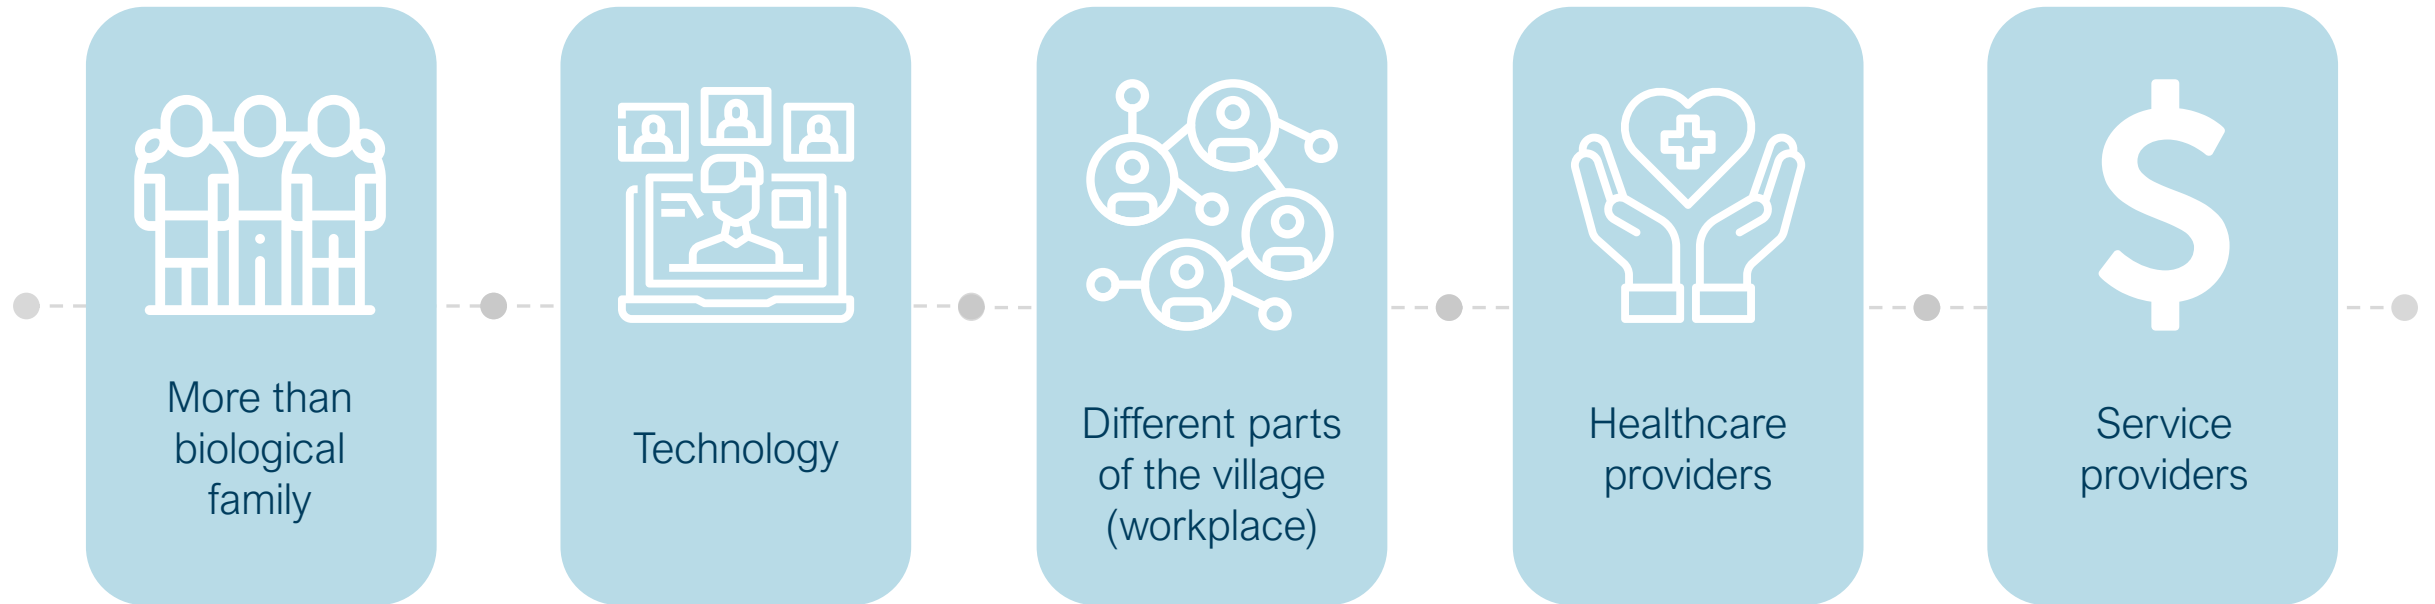 More than
biological
family
Technology
Different parts
of the village
(workplace)
Healthcare
providers
Service
providers